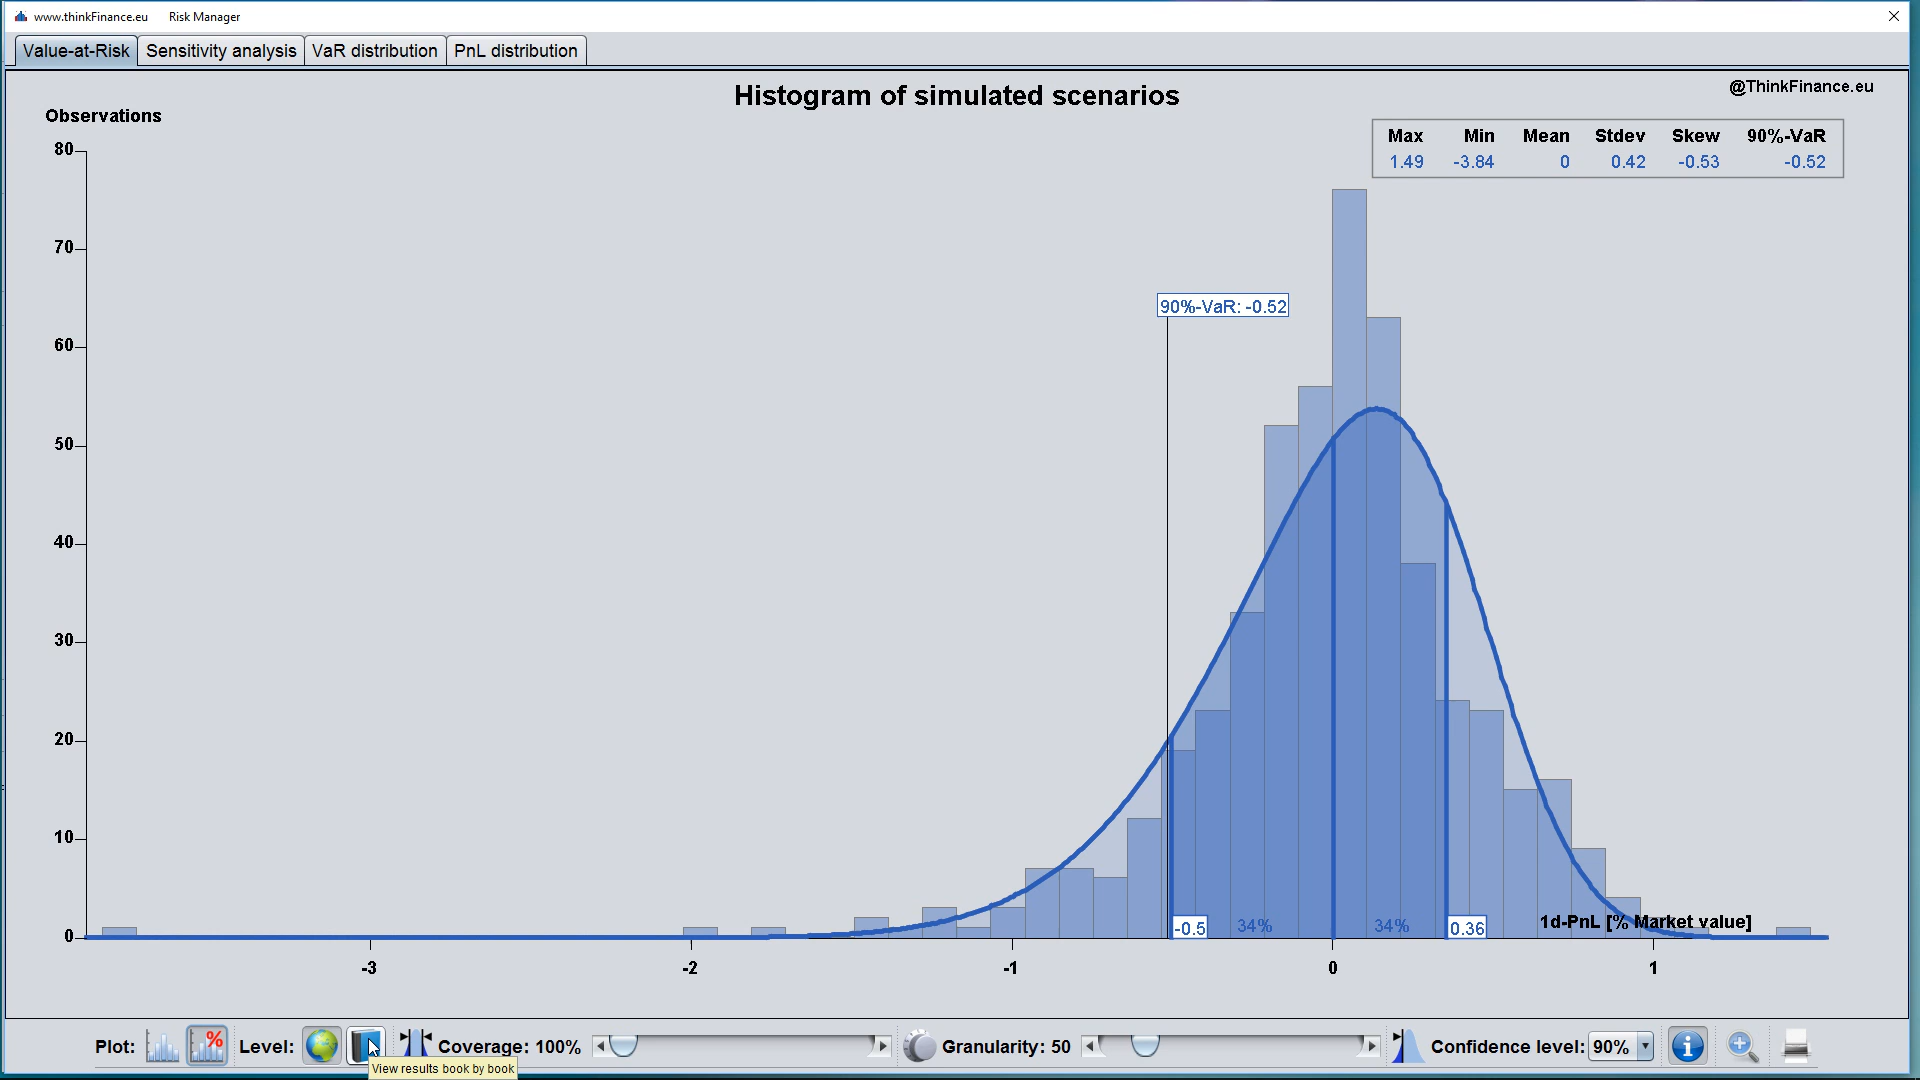 www.thinkFinance.eu Risk Manager
Value-at-Risk Sensitivity analysis VaR distribution PnL distribution
Histogram of simulated scenarios
@ThinkFinance.eu
Observations
Max Min Mean Stdev Skew 90%-VaR
1.49 -3.84 0 0.42 -0.53 -0.52
80
70
90%-VaR: -0.52
60
50
40
30
20
10
0
-0.5 34% 34% 0.36 1d-PnL [% Market value]
-3 -2 -1 0 1
Plot: % Level: Coverage: 100% Granularity: 50 Confidence level: 90%
View results book by book